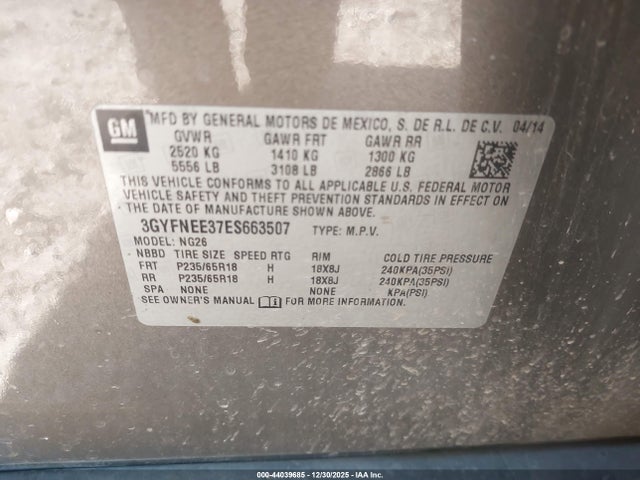 GM
*MFD BY GENERAL MOTORS DE MEXICO, S. DE R.L. DE C.V. 04/14
GVWR GAWR FRT GAWR RR
2520 KG 1410 KG 1300 KG
5556 LB 3108 LB 2866 LB
THIS VEHICLE CONFORMS TO ALL APPLICABLE U.S. FEDERAL MOTOR
VEHICLE SAFETY AND THEFT PREVENTION STANDARDS IN EFFECT ON
THE DATE OF MANUFACTURE SHOWN ABOVE.
3GYFNEE37ES663507 TYPE: M.P.V.
MODEL: NG26
NBBD TIRE SIZE SPEED RTG RIM COLD TIRE PRESSURE
FRT P235/65R18 H 18X8J 240KPA(35PSI)
RR P235/65R18 H 18X8J 240KPA(35PSI)
SPA NONE NONE KPA(PSI)
SEE OWNER'S MANUAL FOR MORE INFORMATION.
000-44039685 - 12/30/2025 - IAA Inc.